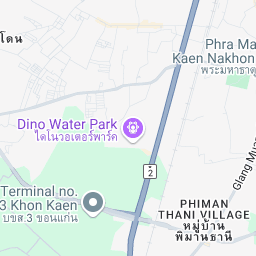 โดน
Phra Ma
Kaen Nakhon
พระมหาธาตุ
Dino Water Park
ไดโนวอเตอร์พาร์ค
2
Glang Mua
Terminal no.
3 Khon Kaen
บขส.3 ขอนแก่น
PHIMAN
THANI VILLAGE
หมู่บ้าน
พิมานธานี